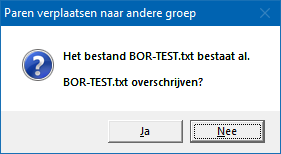 Paren verplaatsen naar andere groep
Het bestand BOR-TEST.txt bestaat al.
BOR-TEST.txt overschrijven?
Ja
Nee